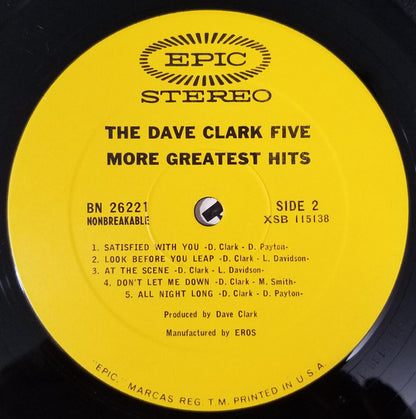 EPIC
STEREO
THE DAVE CLARK FIVE
MORE GREATEST HITS
BN 26221 SIDE 2
NONBREAKABLE XSB 115138
1. SATISFIED WITH YOU -D. Clark - D. Payton-
2. LOOK BEFORE YOU LEAP -D. Clark - L. Davidson-
3. AT THE SCENE -D. Clark - L. Davidson-
4. DON'T LET ME DOWN -D. Clark - M. Smith-
5. ALL NIGHT LONG -D. Clark - D. Payton-
Produced by Dave Clark
Manufactured by EROS
"EPIC," MARCAS REG. T.M. PRINTED IN U.S.A.